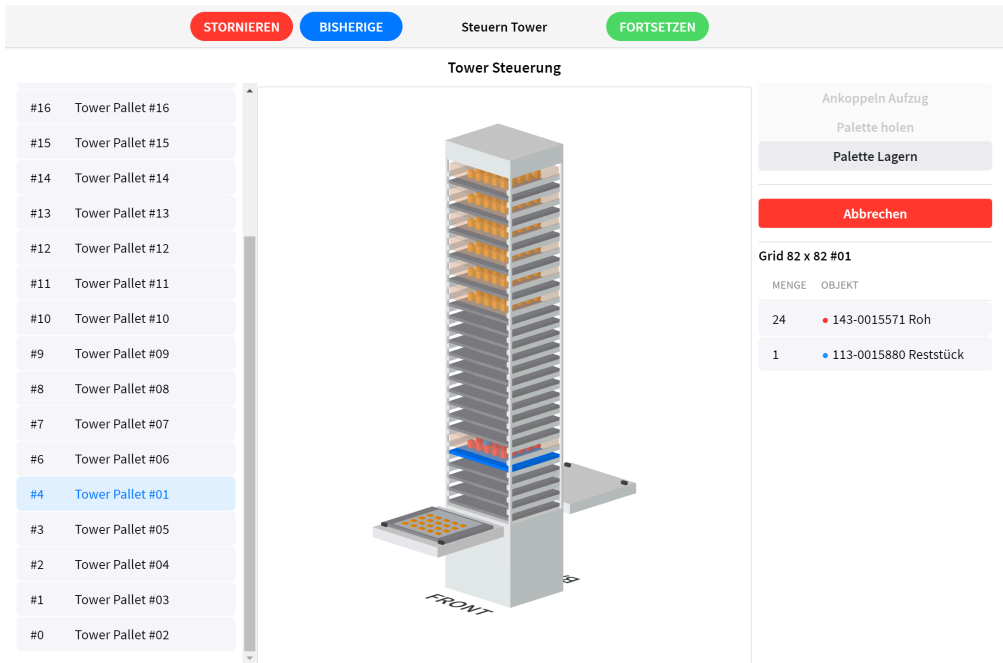 STORNIEREN BISHERIGE Steuern Tower FORTSETZEN
Tower Steuerung
#16 Tower Pallet #16
#15 Tower Pallet #15
#14 Tower Pallet #14
#13 Tower Pallet #13
#12 Tower Pallet #12
#11 Tower Pallet #11
#10 Tower Pallet #10
#9 Tower Pallet #09
#8 Tower Pallet #08
#7 Tower Pallet #07
#6 Tower Pallet #06
#4 Tower Pallet #01
#3 Tower Pallet #05
#2 Tower Pallet #04
#1 Tower Pallet #03
#0 Tower Pallet #02
FRONT
Ankoppeln Aufzug
Palette holen
Palette Lagern
Abbrechen
Grid 82 x 82 #01
MENGE OBJEKT
24 143-0015571 Roh
1 113-0015880 Reststück